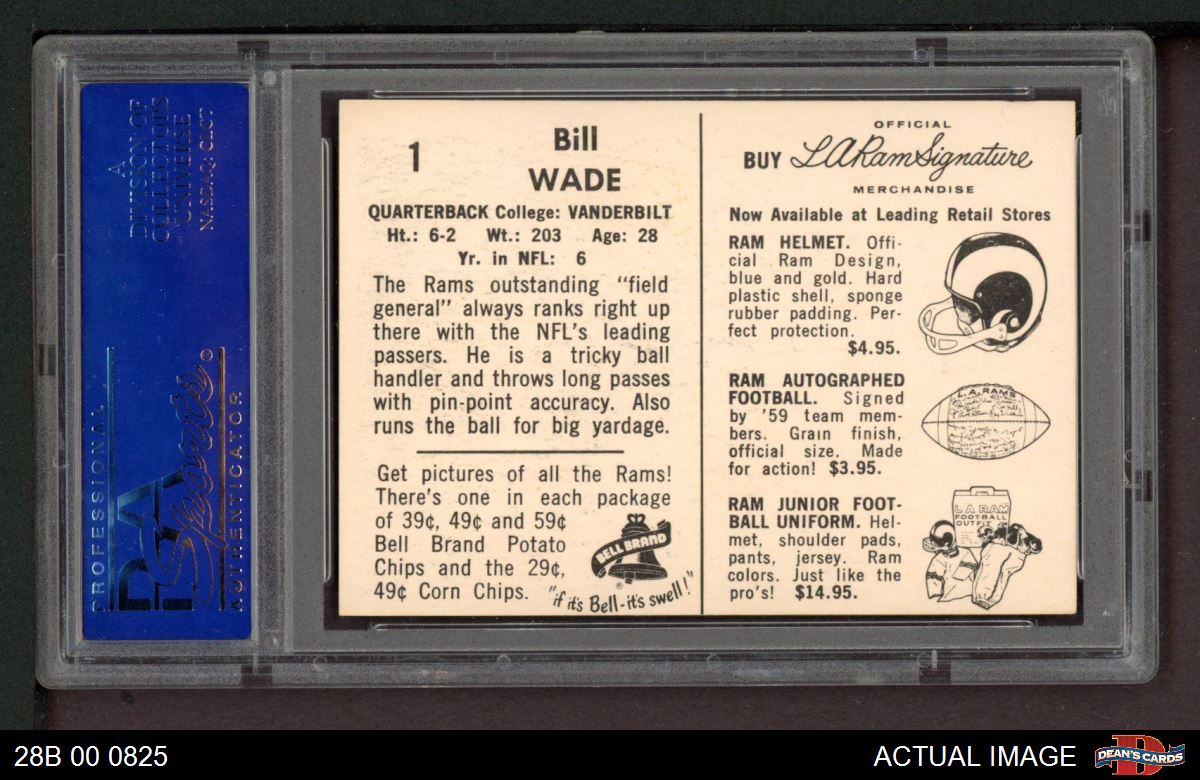 A
DIVISION OF
COLLECTORS
UNIVERSE
NASDAQ: CLCT
PROFESSIONAL
PSA
Sports®
AUTHENTICATOR
1
Bill
WADE
QUARTERBACK College: VANDERBILT
Ht.: 6-2 Wt.: 203 Age: 28
Yr. in NFL: 6
The Rams outstanding "field
general" always ranks right up
there with the NFL's leading
passers. He is a tricky ball
handler and throws long passes
with pin-point accuracy. Also
runs the ball for big yardage.
Get pictures of all the Rams!
There's one in each package
of 39¢, 49¢ and 59¢
Bell Brand Potato
Chips and the 29¢,
49¢ Corn Chips.
BELL BRAND
®
"if it's Bell-it's swell!"
OFFICIAL
BUY LA Ram Signature
MERCHANDISE
Now Available at Leading Retail Stores
RAM HELMET. Offi-
cial Ram Design,
blue and gold. Hard
plastic shell, sponge
rubber padding. Per-
fect protection.
$4.95.
RAM AUTOGRAPHED
FOOTBALL. Signed
by '59 team mem-
bers. Grain finish,
official size. Made
for action! $3.95.
L.A. RAMS
RAM JUNIOR FOOT-
BALL UNIFORM. Hel-
met, shoulder pads,
pants, jersey. Ram
colors. Just like the
pro's! $14.95.
L A RAM
FOOTBALL
OUTFIT
28B 00 0825
ACTUAL IMAGE
DEAN'S CARDS